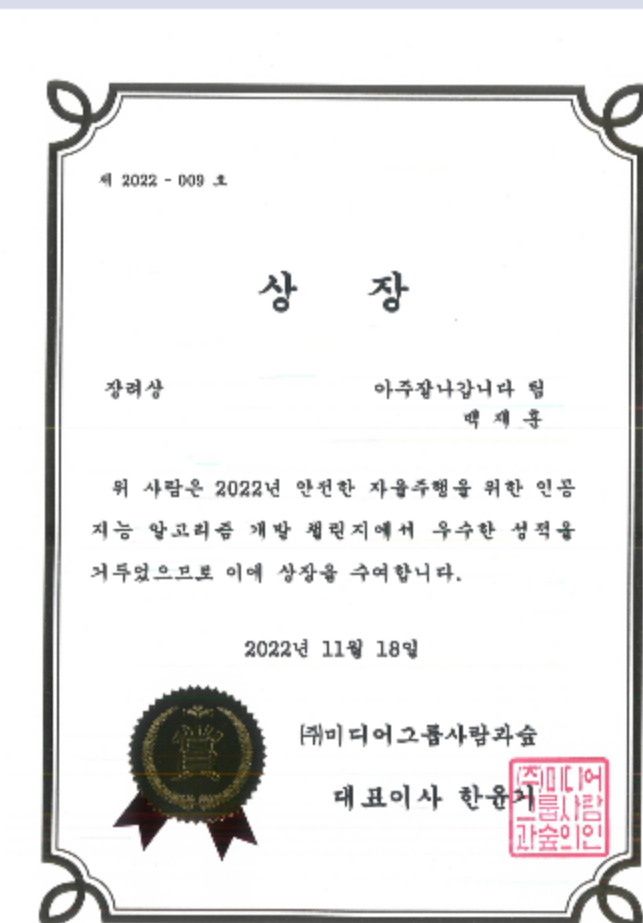 제 2022 - 009 호
상 장
장려상 아주잘나갑니다 팀
백 재 훈
위 사람은 2022년 안전한 자율주행을 위한 인공
지능 알고리즘 개발 챌린지에서 우수한 성적을
거두었으므로 이에 상장을 수여합니다.
2022년 11월 18일
賞
㈜미디어그룹사람과숲
대표이사 한윤기
(주)미디어
그룹사람
과숲의인